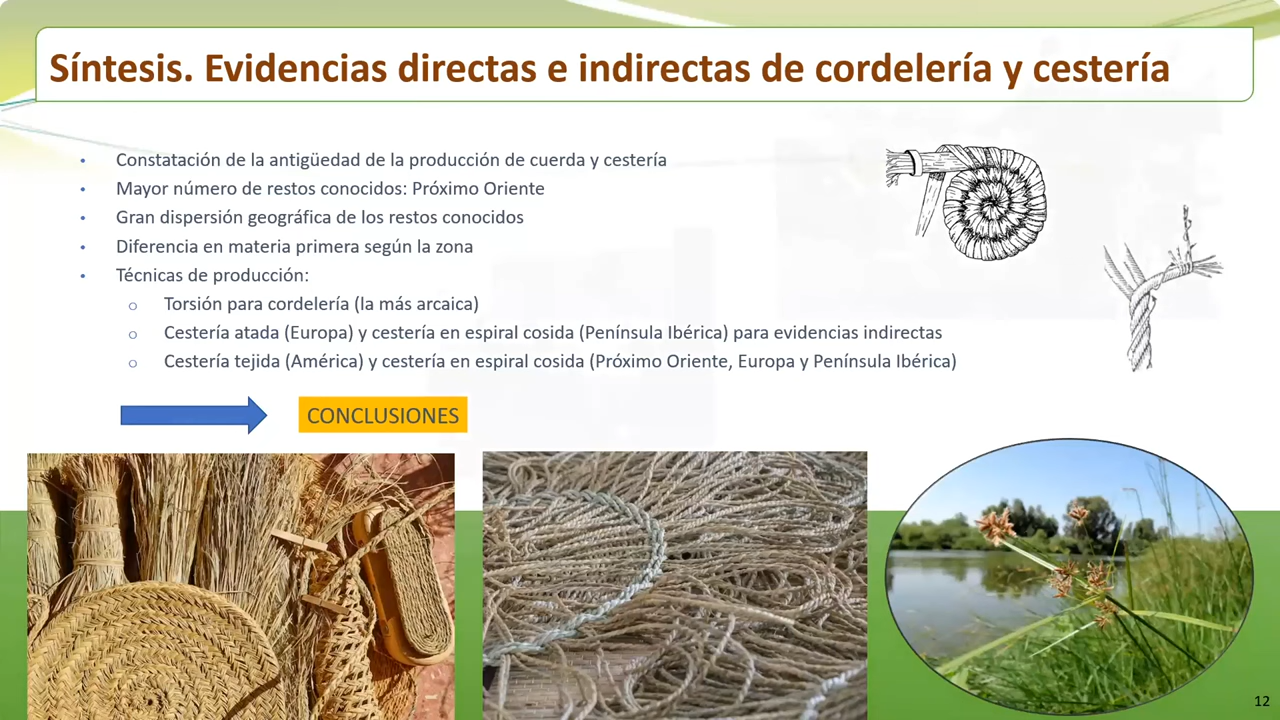 Síntesis. Evidencias directas e indirectas de cordelería y cestería
• Constatación de la antigüedad de la producción de cuerda y cestería
• Mayor número de restos conocidos: Próximo Oriente
• Gran dispersión geográfica de los restos conocidos
• Diferencia en materia primera según la zona
• Técnicas de producción:
o Torsión para cordelería (la más arcaica)
o Cestería atada (Europa) y cestería en espiral cosida (Península Ibérica) para evidencias indirectas
o Cestería tejida (América) y cestería en espiral cosida (Próximo Oriente, Europa y Península Ibérica)
CONCLUSIONES
12